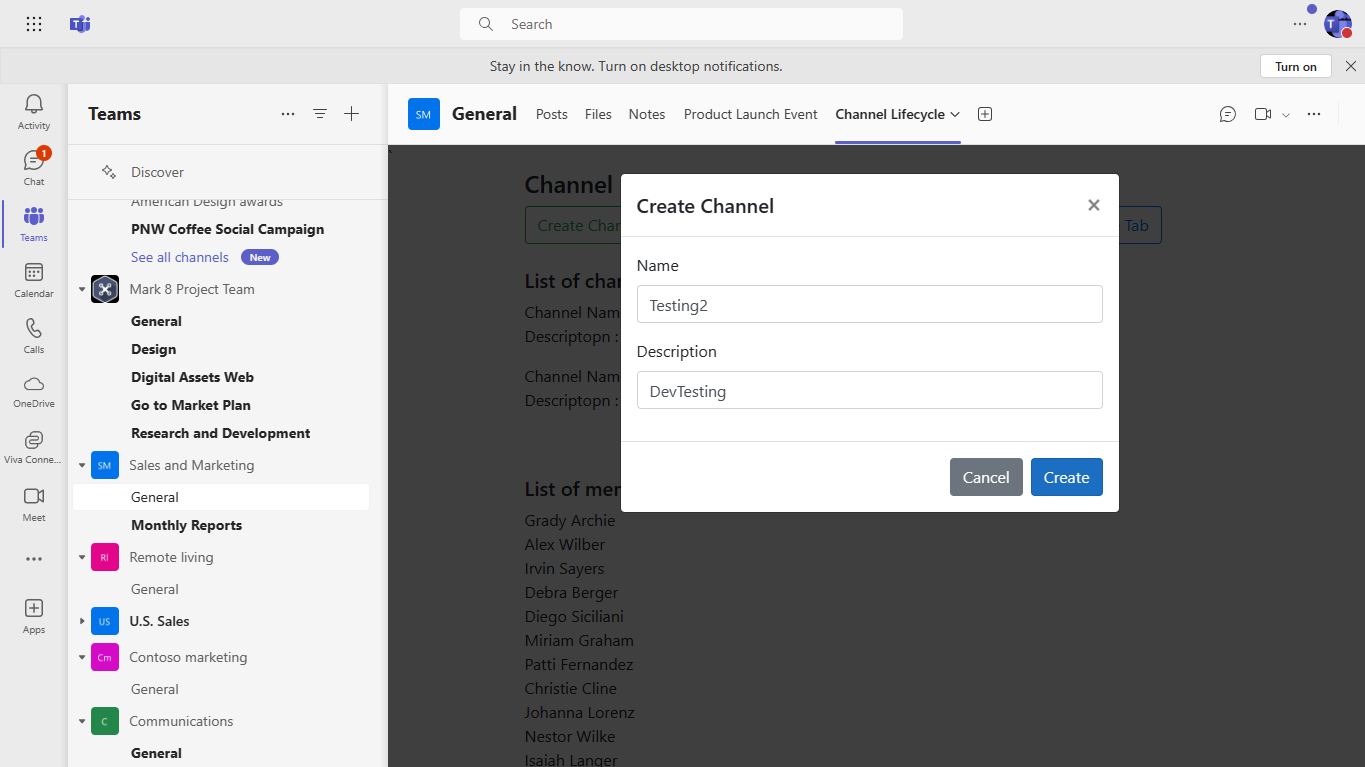 Search
Stay in the know. Turn on desktop notifications.
Turn on
Activity
Chat
1
Teams
Calendar
Calls
OneDrive
Viva Conne...
Meet
Apps
Teams
Discover
American Design awards
PNW Coffee Social Campaign
See all channels New
Mark 8 Project Team
General
Design
Digital Assets Web
Go to Market Plan
Research and Development
SM Sales and Marketing
General
Monthly Reports
Rl Remote living
General
US U.S. Sales
Cm Contoso marketing
General
C Communications
General
SM General Posts Files Notes Product Launch Event Channel Lifecycle
Channel
Create Chan
Tab
List of chan
Channel Nam
Descriptopn :
Channel Nam
Descriptopn :
List of mem
Grady Archie
Alex Wilber
Irvin Sayers
Debra Berger
Diego Siciliani
Miriam Graham
Patti Fernandez
Christie Cline
Johanna Lorenz
Nestor Wilke
Isaiah Langer
Create Channel
Name
Testing2
Description
DevTesting
Cancel Create